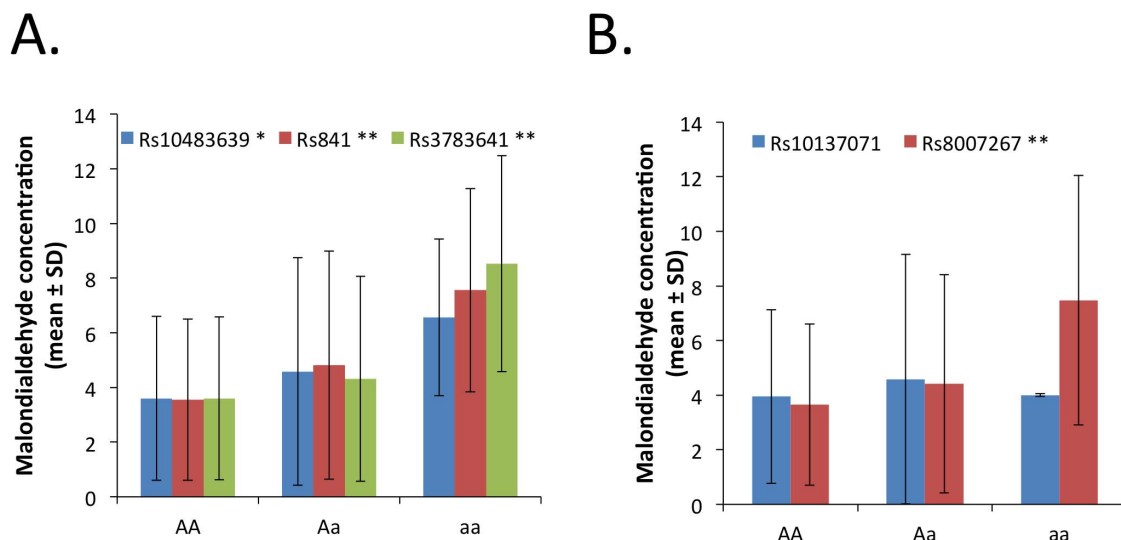 A.
Malondialdehyde concentration
(mean ± SD)
14
12
10
8
6
4
2
0
Rs10483639 *
Rs841 **
Rs3783641 **
AA
Aa
aa
B.
Malondialdehyde concentration
(mean ± SD)
14
12
10
8
6
4
2
0
Rs10137071
Rs8007267 **
AA
Aa
aa